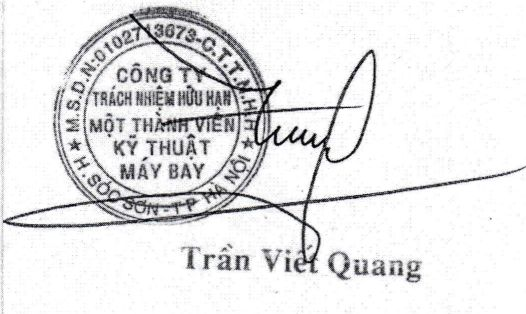 M.S.D.N:0102713673-C.T.T.N.H.H
CÔNG TY
TRÁCH NHIỆM HỮU HẠN
MỘT THÀNH VIÊN
KỸ THUẬT
MÁY BAY
★ H.SÓC SƠN-T.P HÀ NỘI ★
Trần Viết Quang